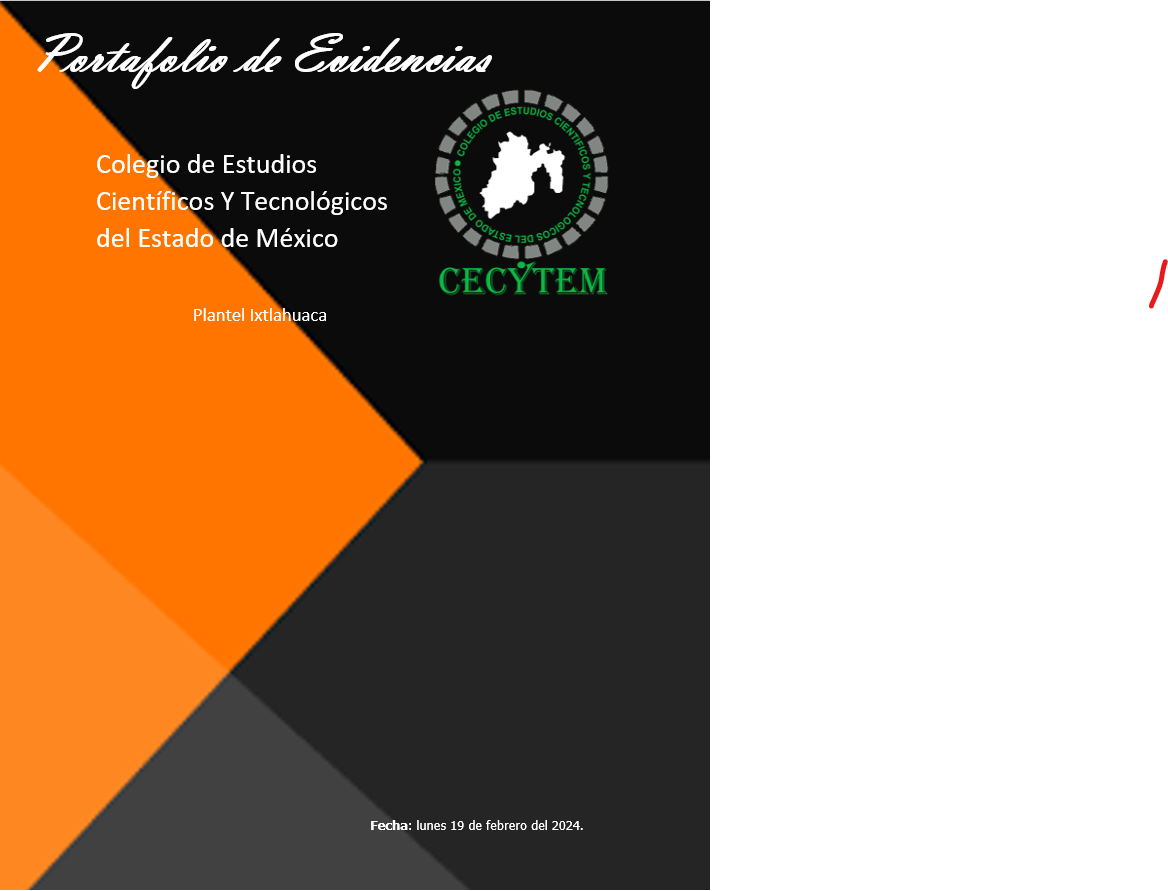 Portafolio de Evidencias
COLEGIO DE ESTUDIOS CIENTIFICOS Y TECNOLOGICOS DEL ESTADO DE MEXICO
CECYTEM
Colegio de Estudios
Científicos Y Tecnológicos
del Estado de México
Plantel Ixtlahuaca
Fecha: lunes 19 de febrero del 2024.